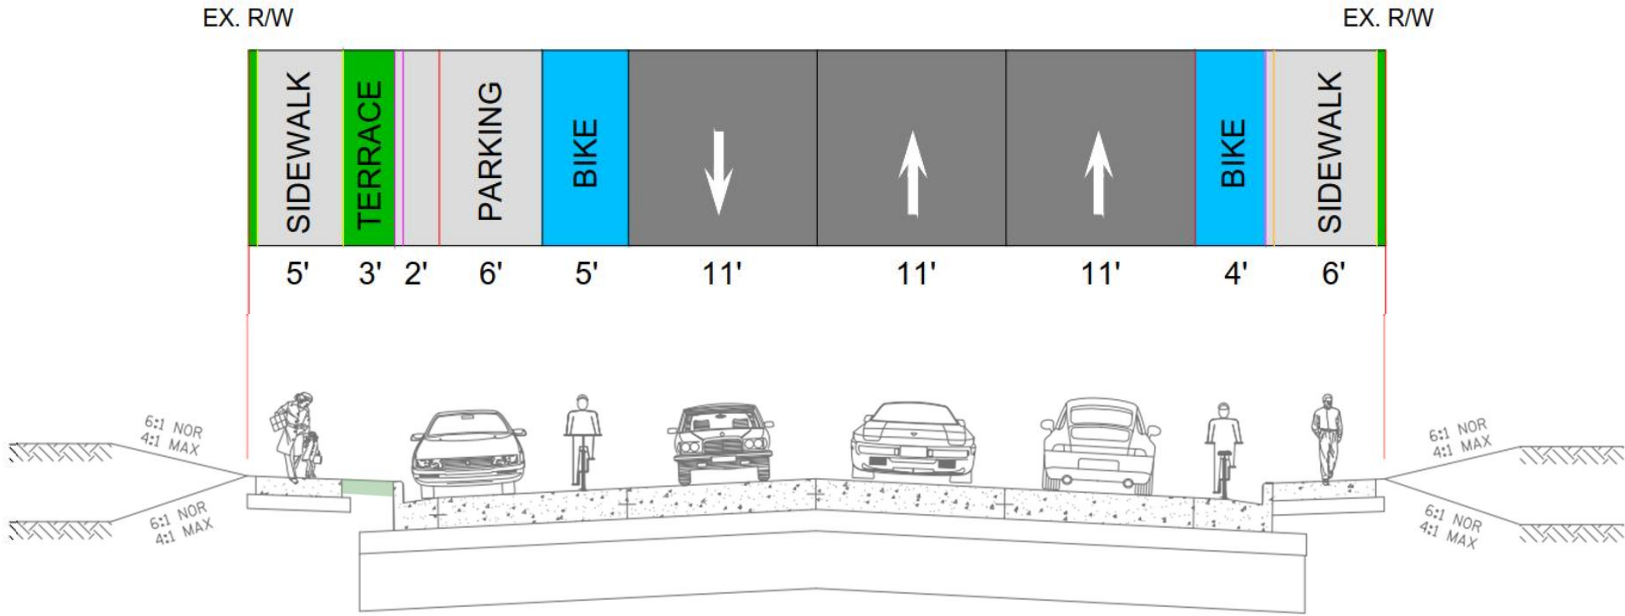 EX. R/W
EX. R/W
SIDEWALK
TERRACE
PARKING
BIKE
BIKE
SIDEWALK
5' 3' 2' 6' 5' 11' 11' 11' 4' 6'
6:1 NOR
4:1 MAX
6:1 NOR
4:1 MAX
6:1 NOR
4:1 MAX
6:1 NOR
4:1 MAX